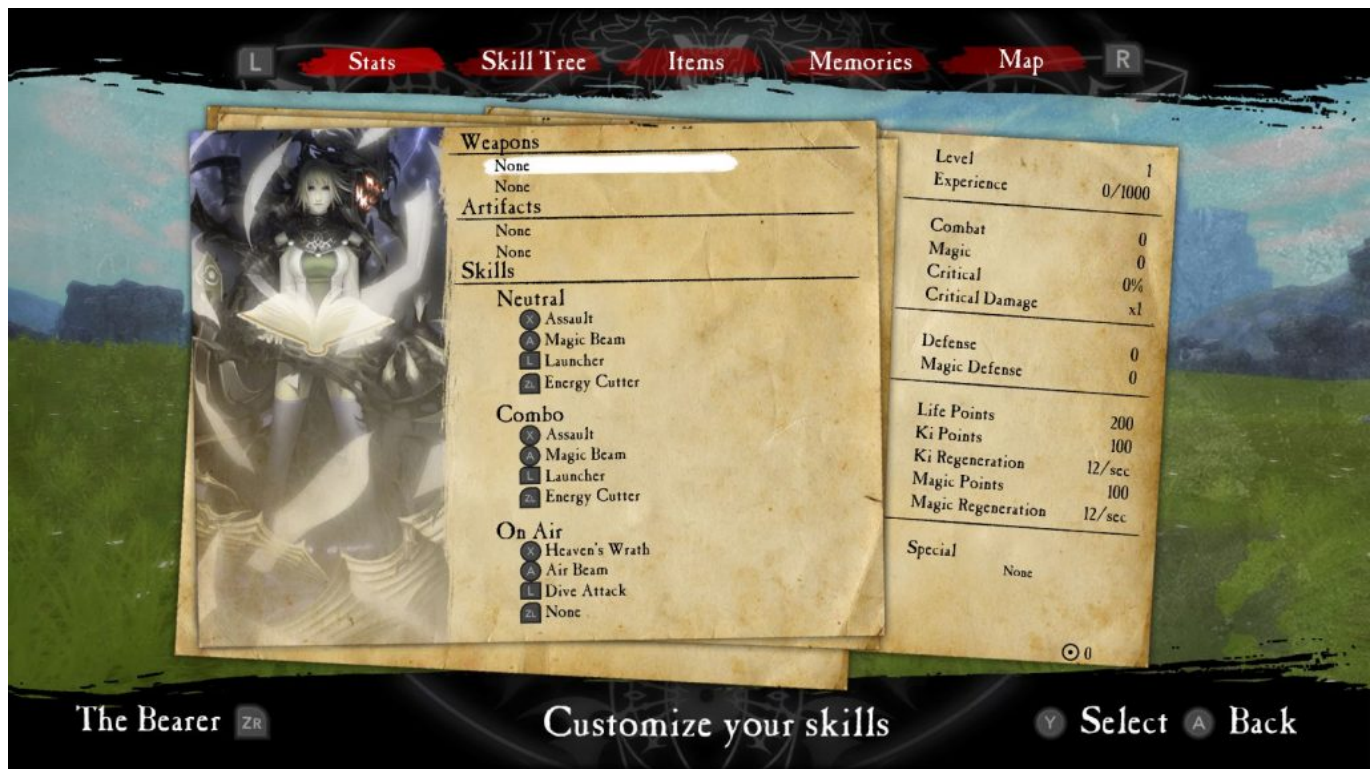 L Stats Skill Tree Items Memories Map R
Weapons
None
None
Artifacts
None
None
Skills
Neutral
X Assault
A Magic Beam
L Launcher
ZL Energy Cutter
Combo
X Assault
A Magic Beam
L Launcher
ZL Energy Cutter
On Air
X Heaven's Wrath
A Air Beam
L Dive Attack
ZL None
Level 1
Experience 0/1000
Combat 0
Magic 0
Critical 0%
Critical Damage x1
Defense 0
Magic Defense 0
Life Points 200
Ki Points 100
Ki Regeneration 12/sec
Magic Points 100
Magic Regeneration 12/sec
Special
None
0
The Bearer ZR Customize your skills Y Select A Back